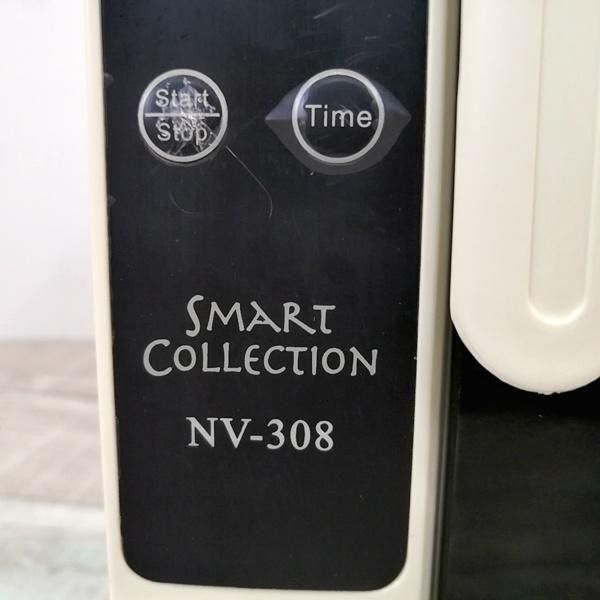 Start
Stop
Time
SMART
COLLECTION
NV-308